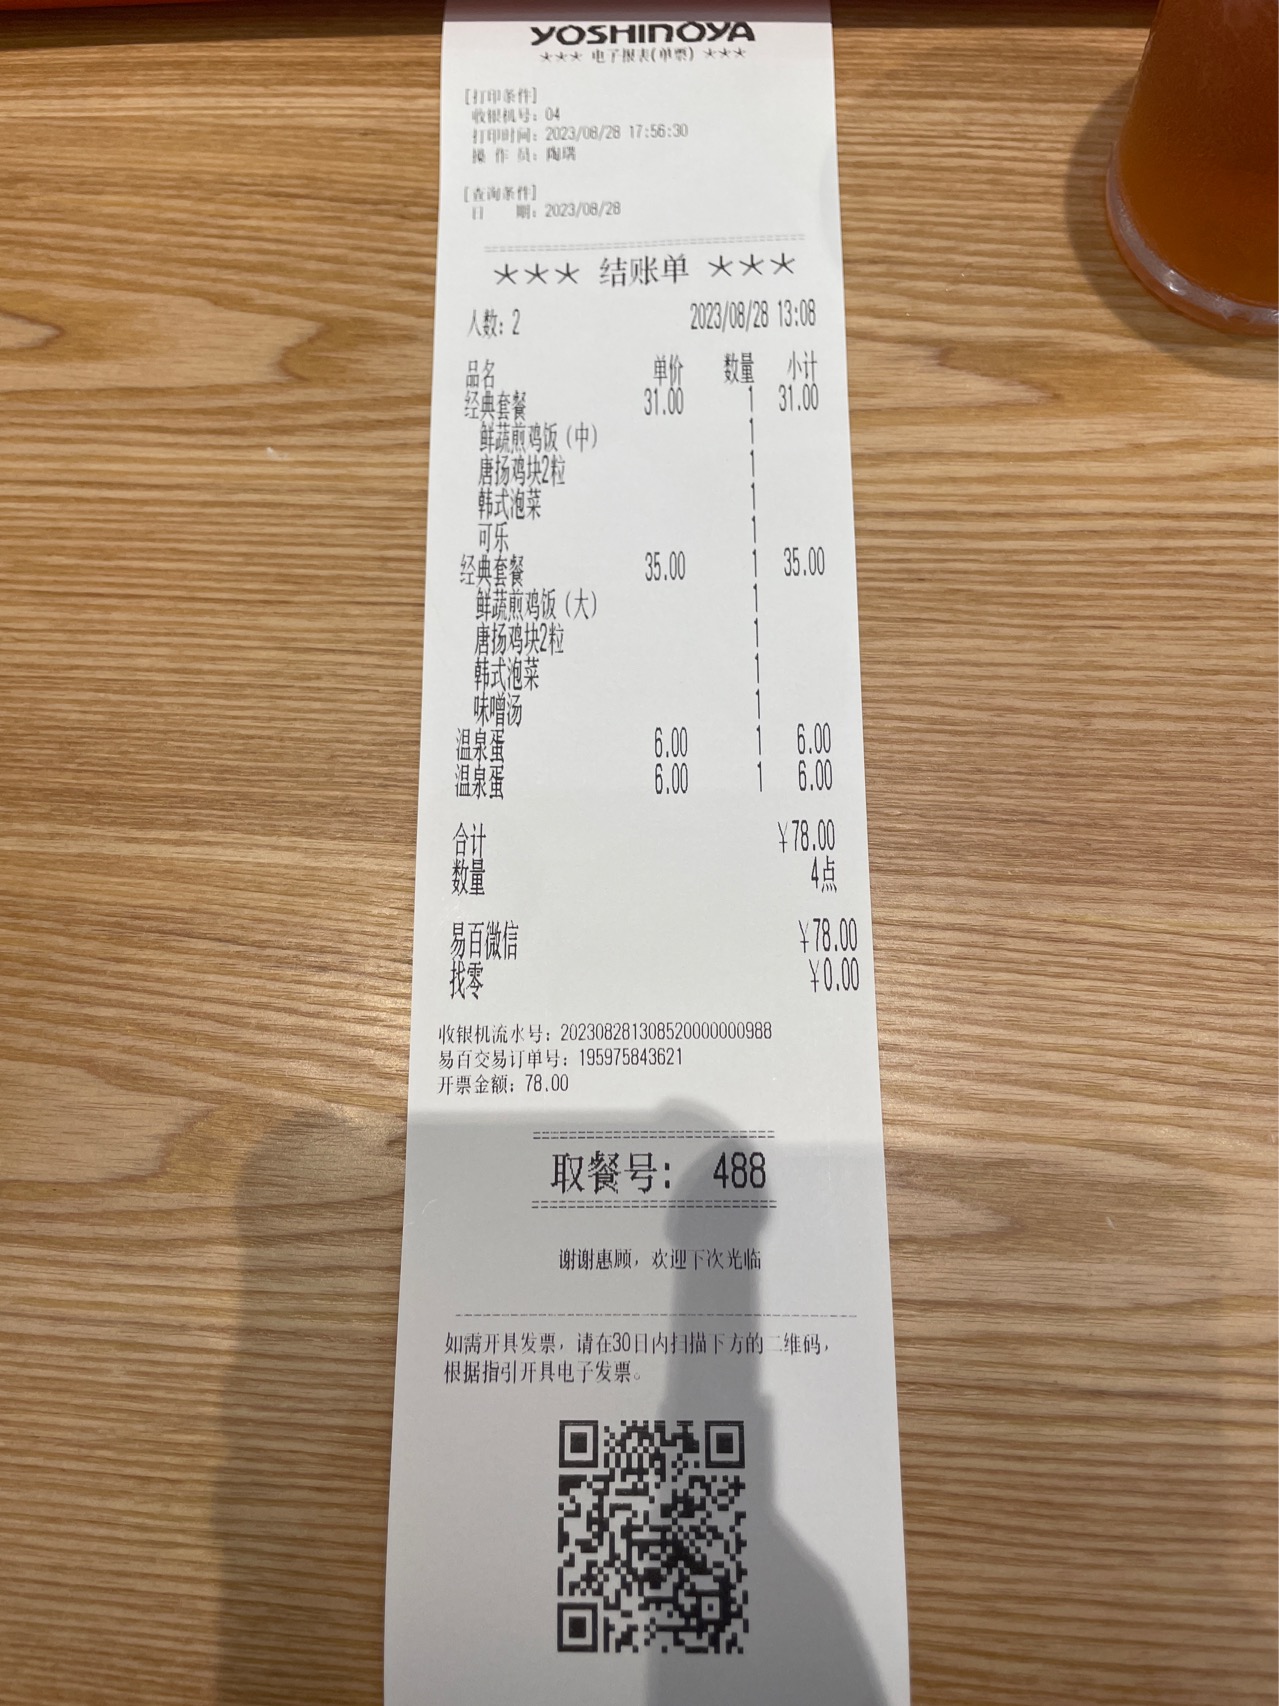 YOSHINOYA
*** 电子报表(单票) ***
[打印条件]
收银机号: 04
打印时间: 2023/08/28 17:56:30
操 作 员: 陶璘
[查询条件]
日 期: 2023/08/28
*** 结账单 ***
人数: 2 2023/08/28 13:08
品名 单价 数量 小计
经典套餐 31.00 1 31.00
鲜蔬煎鸡饭 (中) 1
唐扬鸡块2粒 1
韩式泡菜 1
可乐 1
经典套餐 35.00 1 35.00
鲜蔬煎鸡饭 (大) 1
唐扬鸡块2粒 1
韩式泡菜 1
味噌汤 1
温泉蛋 6.00 1 6.00
温泉蛋 6.00 1 6.00
合计 ¥78.00
数量 4点
易百微信 ¥78.00
找零 ¥0.00
收银机流水号: 202308281308520000000988
易百交易订单号: 195975843621
开票金额: 78.00
取餐号: 488
谢谢惠顾，欢迎下次光临
如需开具发票，请在30日内扫描下方的二维码，
根据指引开具电子发票。